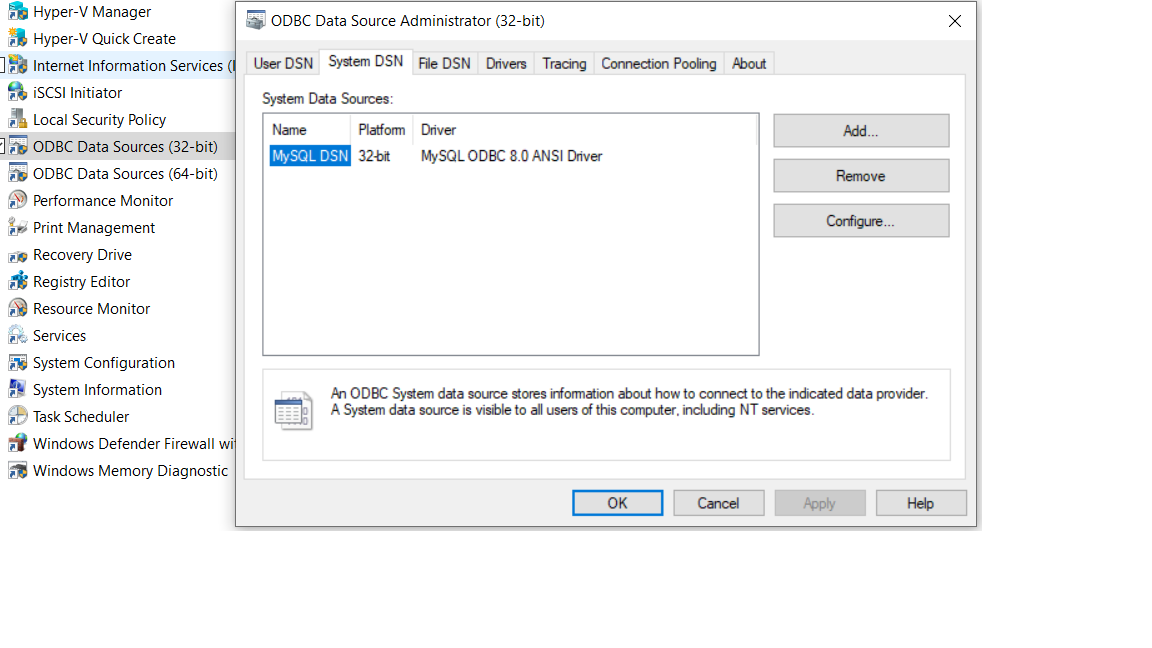 Hyper-V Manager
Hyper-V Quick Create
Internet Information Services (I
iSCSI Initiator
Local Security Policy
ODBC Data Sources (32-bit)
ODBC Data Sources (64-bit)
Performance Monitor
Print Management
Recovery Drive
Registry Editor
Resource Monitor
Services
System Configuration
System Information
Task Scheduler
Windows Defender Firewall wi
Windows Memory Diagnostic
ODBC Data Source Administrator (32-bit)
User DSN System DSN File DSN Drivers Tracing Connection Pooling About
System Data Sources:
Name Platform Driver
MySQL DSN 32-bit MySQL ODBC 8.0 ANSI Driver
Add...
Remove
Configure...
An ODBC System data source stores information about how to connect to the indicated data provider.
A System data source is visible to all users of this computer, including NT services.
OK Cancel Apply Help